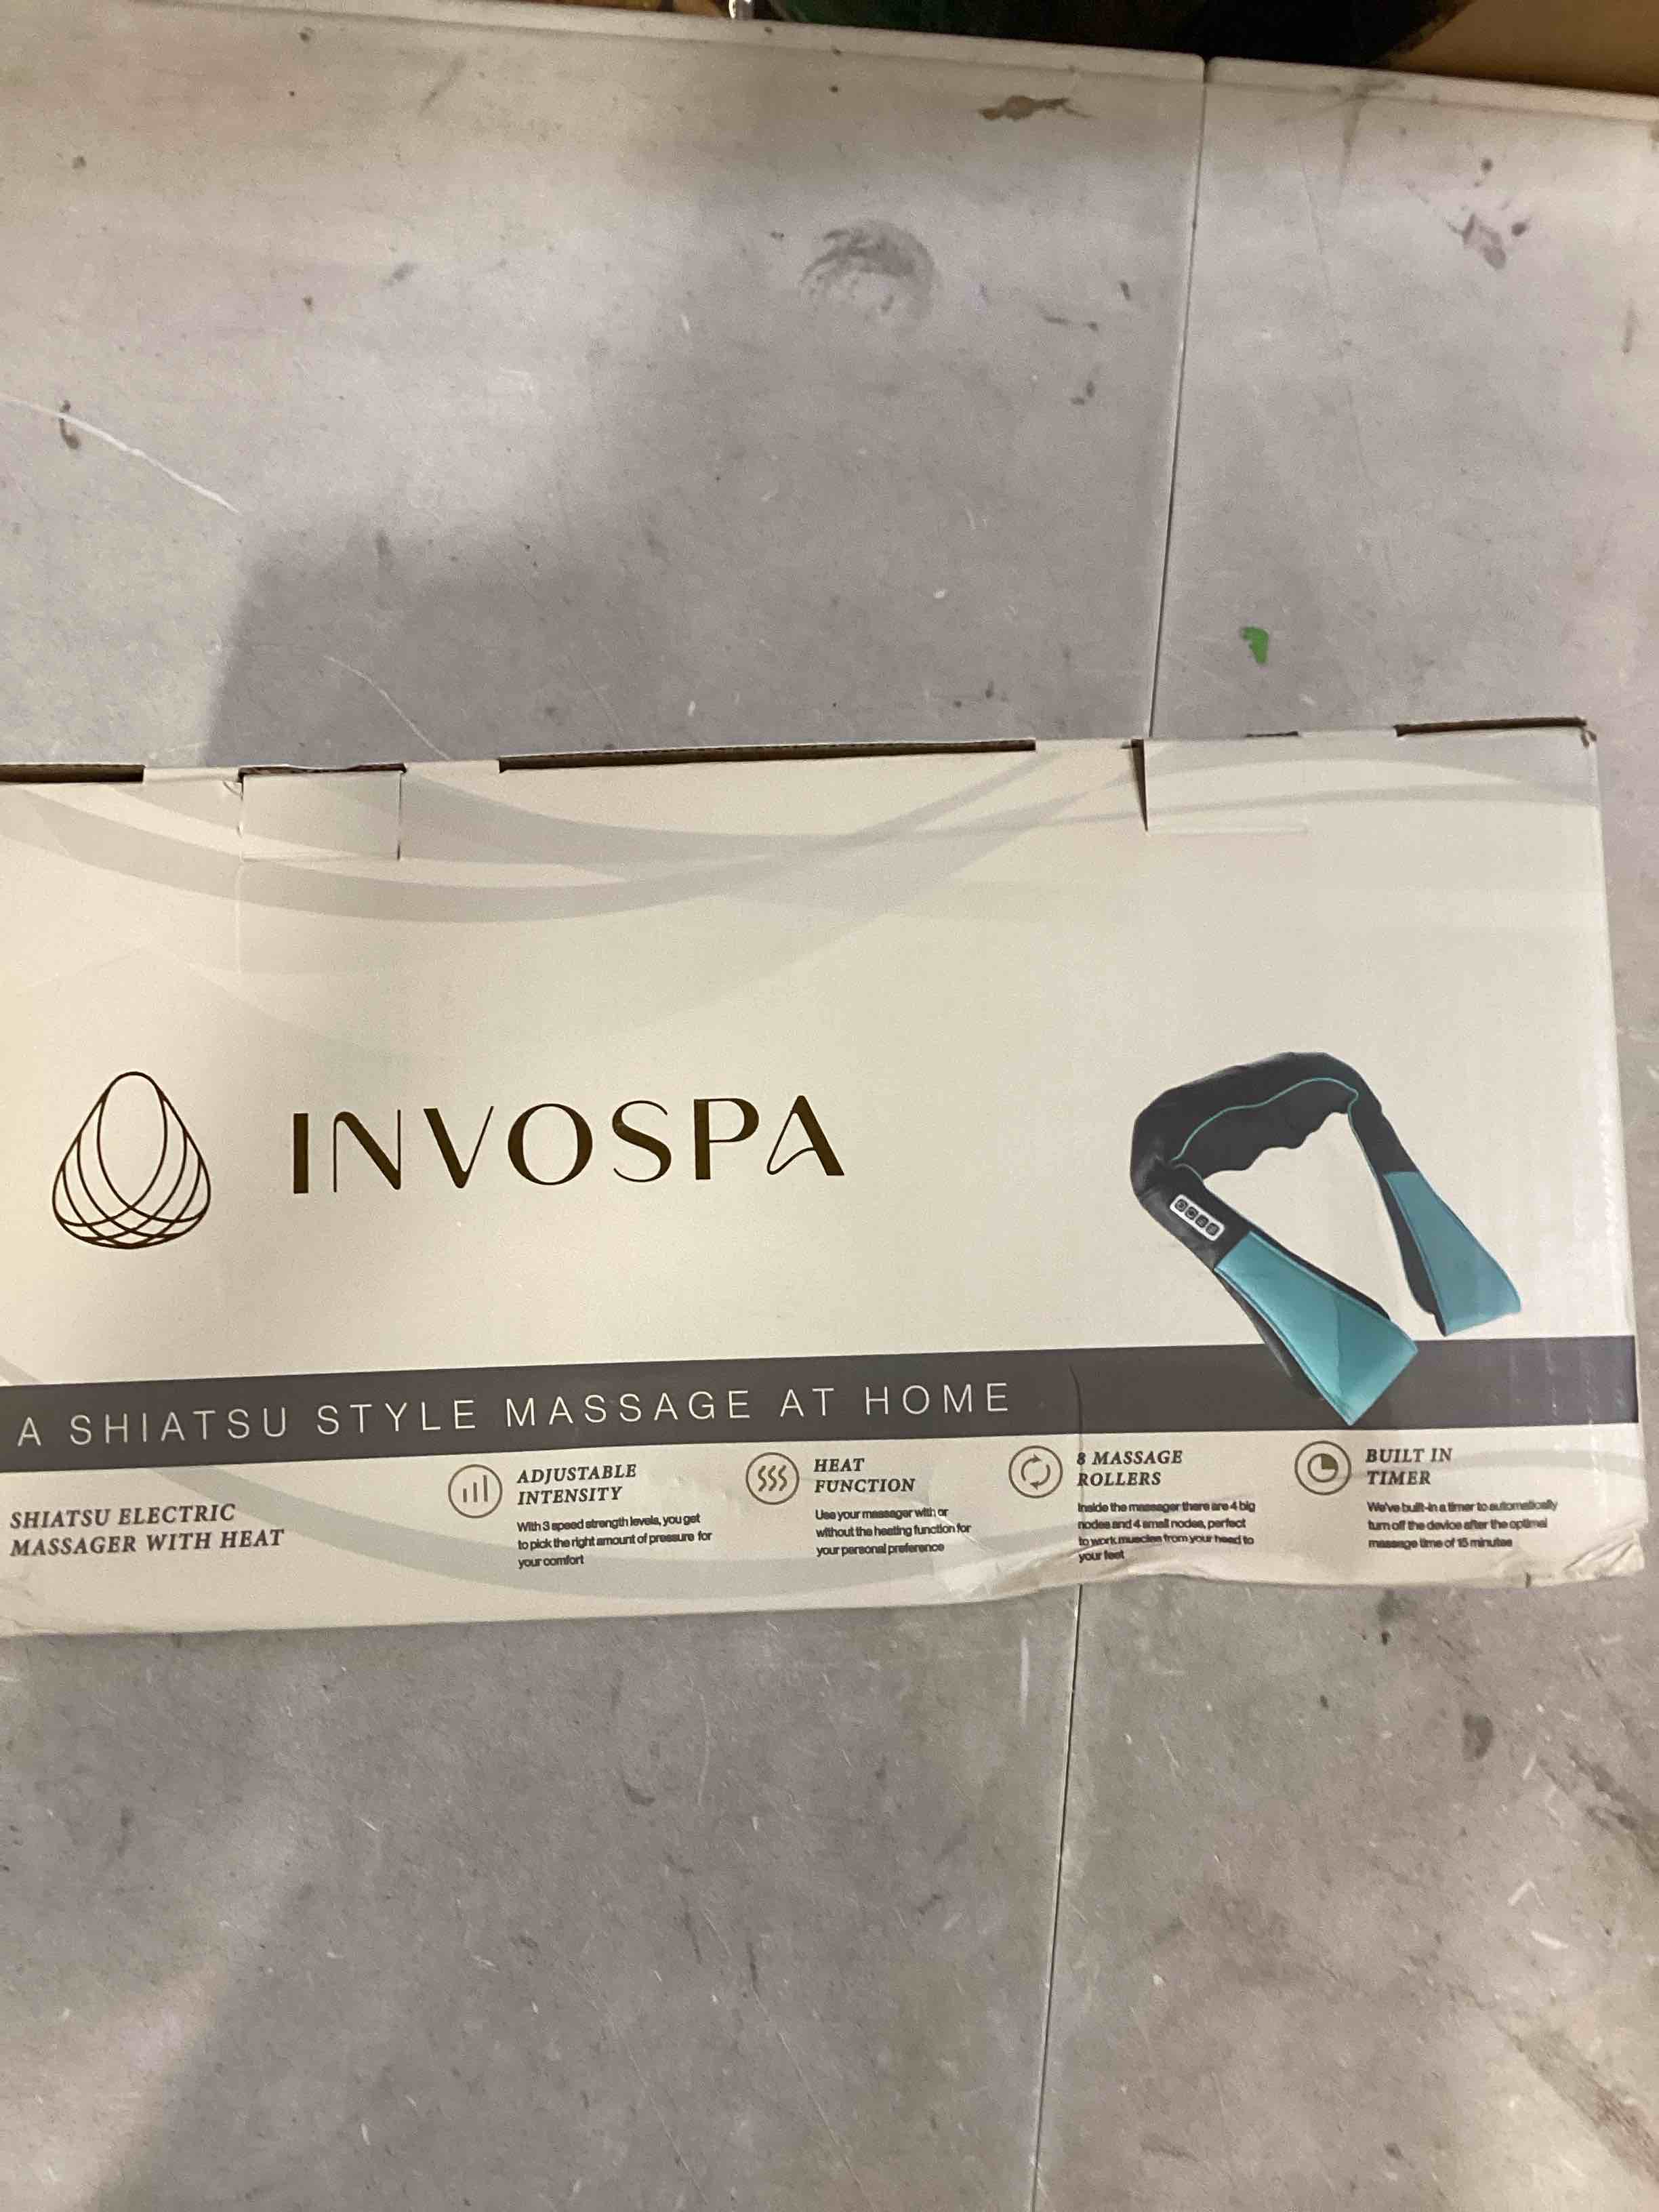 INVOSPA
A SHIATSU STYLE MASSAGE AT HOME
SHIATSU ELECTRIC
MASSAGER WITH HEAT
ADJUSTABLE
INTENSITY
With 3 speed strength levels, you get
to pick the right amount of pressure for
your comfort
HEAT
FUNCTION
Use your massager with or
without the heating function for
your personal preference
8 MASSAGE
ROLLERS
Inside the massager there are 4 big
nodes and 4 small nodes, perfect
to work muscles from your head to
your feet
BUILT IN
TIMER
We've built-in a timer to automatically
turn off the device after the optimal
massage time of 15 minutes